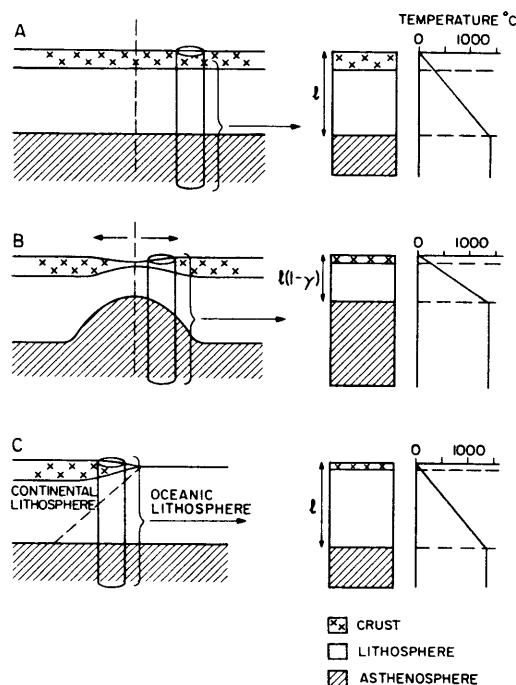 TEMPERATURE °C
A
0 1000
ℓ
B
0 1000
ℓ(1-γ)
C
0 1000
CONTINENTAL
LITHOSPHERE
OCEANIC
LITHOSPHERE
ℓ
CRUST
LITHOSPHERE
ASTHENOSPHERE